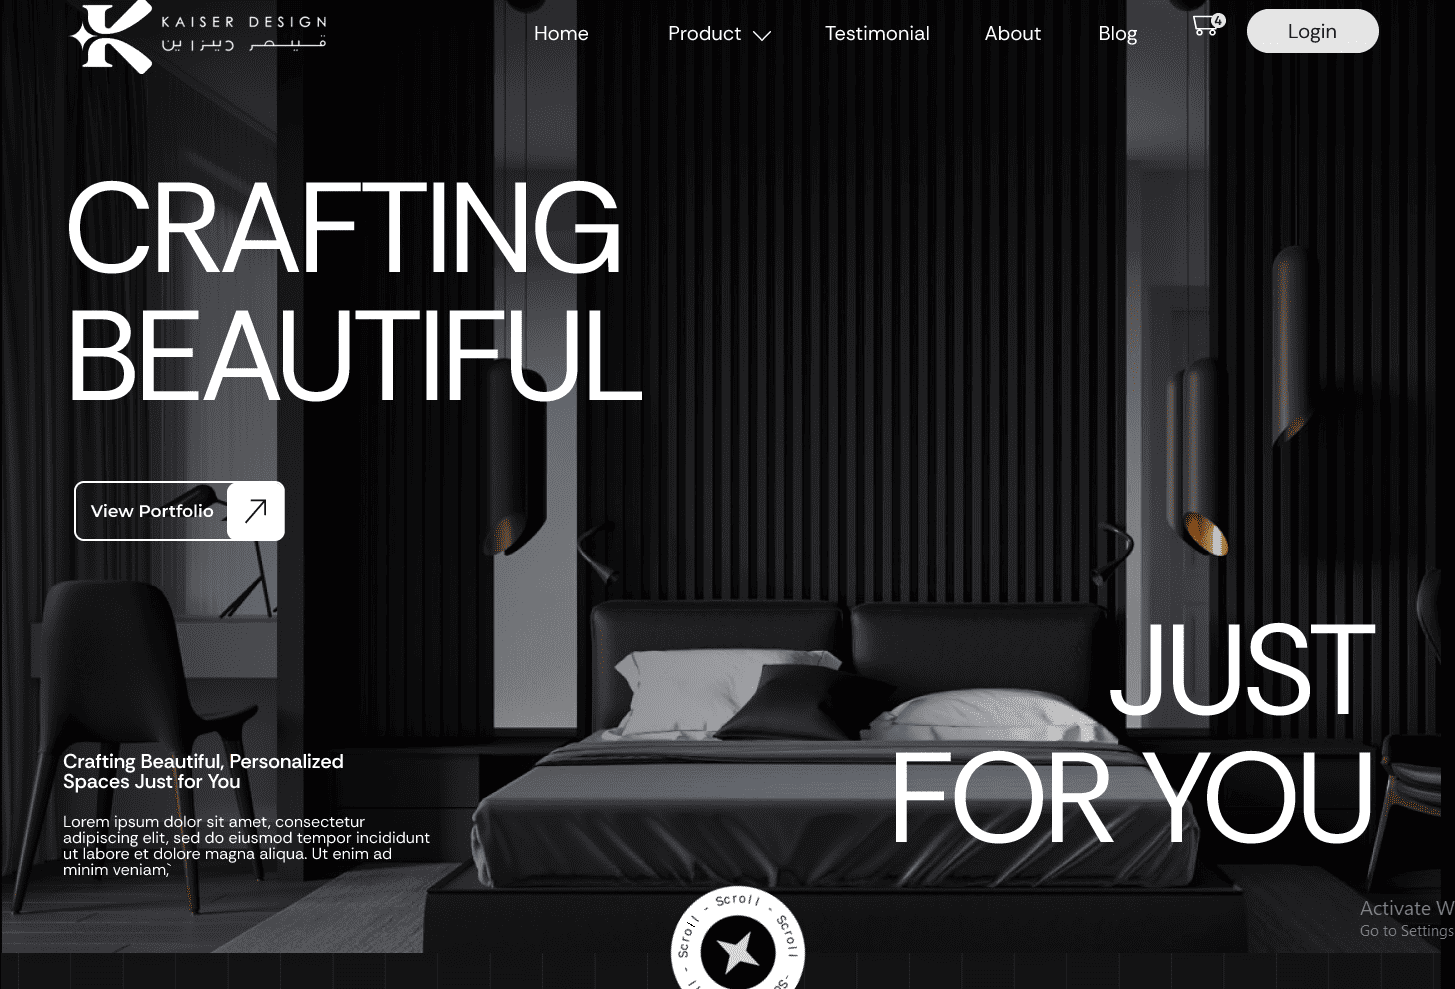 KAISER DESIGN
قيصر ديزاين
Home
Product
Testimonial
About
Blog
4
Login
CRAFTING
BEAUTIFUL
View Portfolio
JUST
FOR YOU
Crafting Beautiful, Personalized
Spaces Just for You
Lorem ipsum dolor sit amet, consectetur
adipiscing elit, sed do eiusmod tempor incididunt
ut labore et dolore magna aliqua. Ut enim ad
minim veniam,`
Activate W
Go to Settings
Scroll - Scroll - Scroll - Scroll -